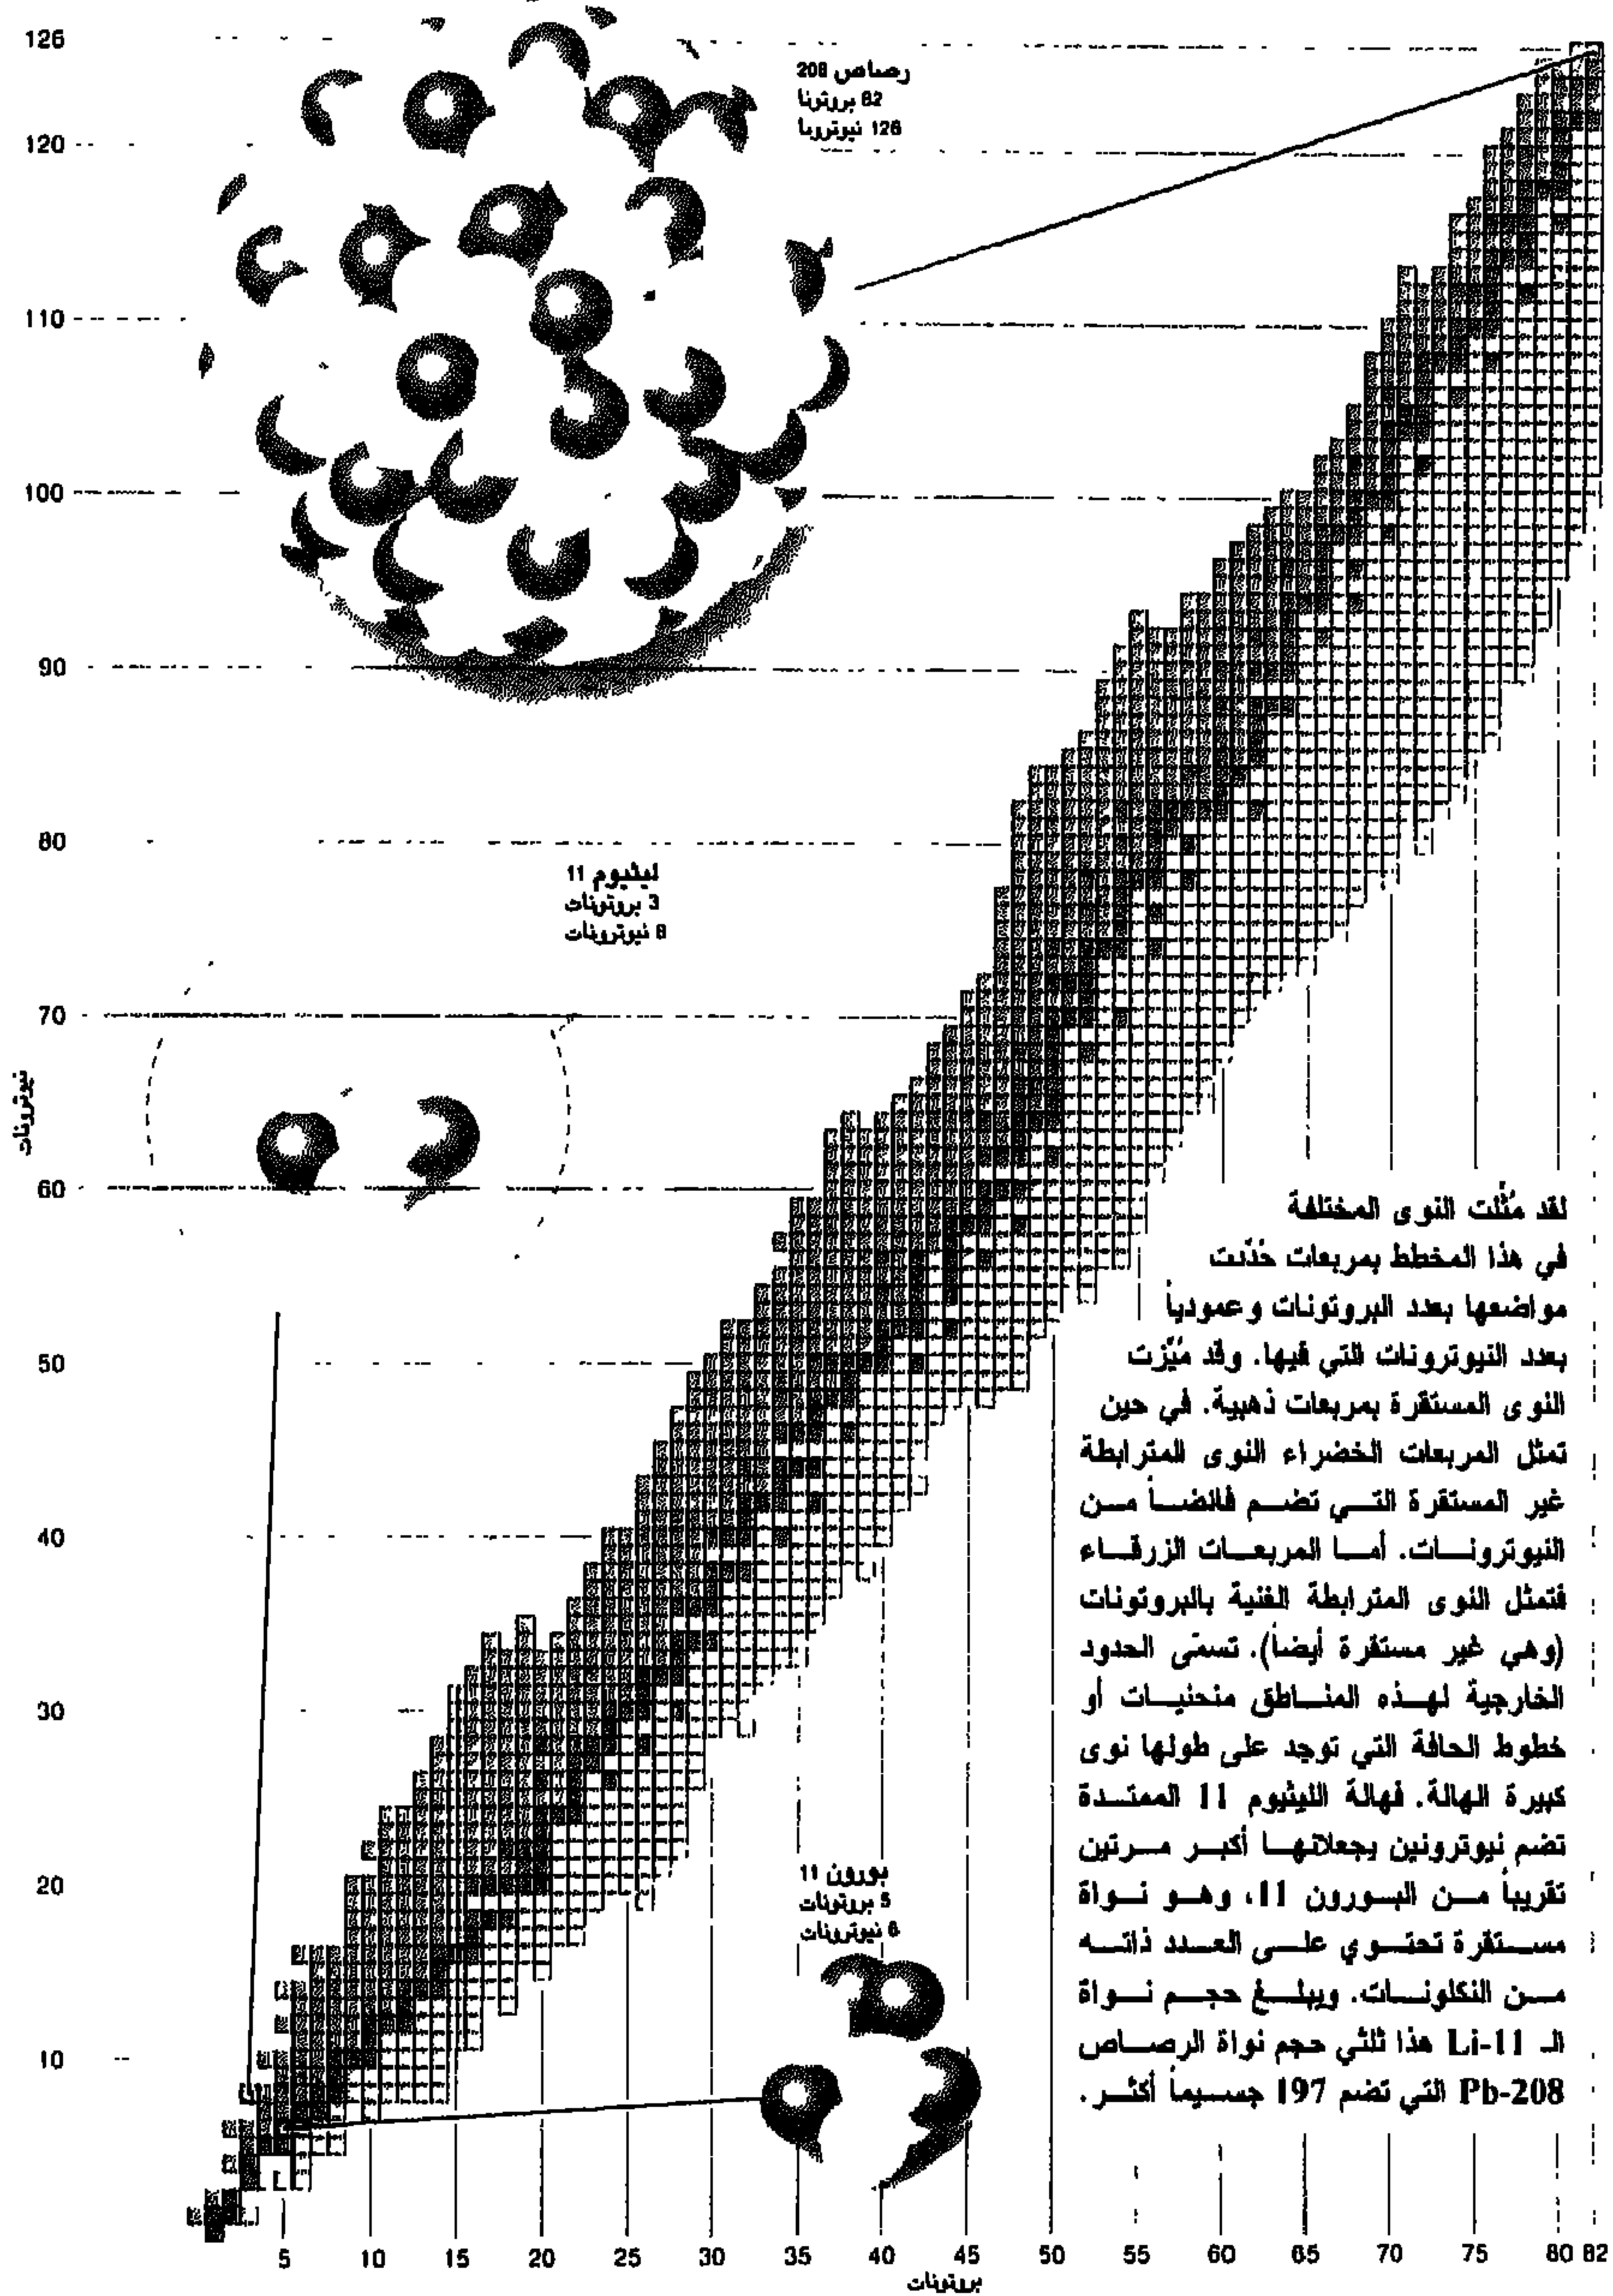 126
رصاص 208
82 بروتونا
126 نيوترونا
120
110
100
90
80
ليثيوم 11
3 بروتونات
8 نيوترونات
70
نيوترونات
60
لقد مُثّلت النوى المختلفة
في هذا المخطط بمربعات حُدّدت
مواضعها بعدد البروتونات وعمودياً
50
بعدد النيوترونات التي فيها. وقد مُيّزت
النوى المستقرة بمربعات ذهبية. في حين
تمثل المربعات الخضراء النوى المترابطة
غير المستقرة التي تضم فائضاً من
40
النيوترونات. أما المربعات الزرقاء
فتمثل النوى المترابطة الغنية بالبروتونات
(وهي غير مستقرة أيضاً). تسمّى الحدود
الخارجية لهذه المناطق منحنيات أو
30
خطوط الحافة التي توجد على طولها نوى
كبيرة الهالة. فهالة الليثيوم 11 الممتدة
تضم نيوترونين يجعلانها أكبر مرتين
20
بورون 11
5 بروتونات
6 نيوترونات
تقريباً من البورون 11، وهو نواة
مستقرة تحتوي على العدد ذاته
من النكلونات. ويبلغ حجم نواة
10
الـ Li-11 هذا ثلثي حجم نواة الرصاص
Pb-208 التي تضم 197 جسيماً أكثر.
5 10 15 20 25 30 35 40 45 50 55 60 65 70 75 80 82
بروتونات